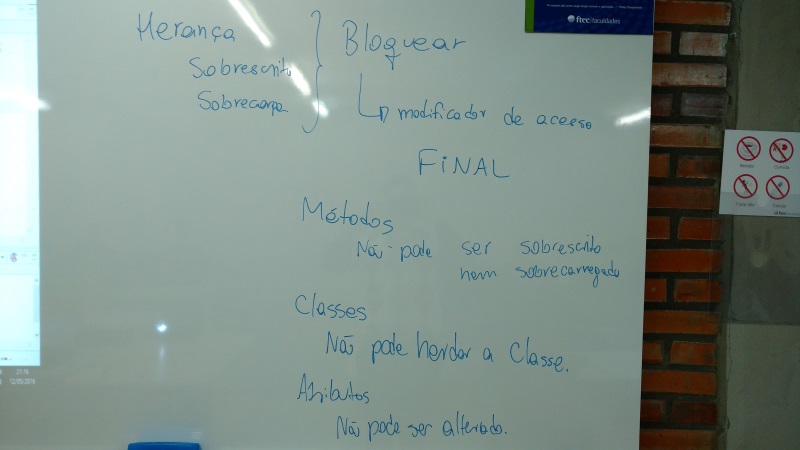 Herança
Sobrescrito
Sobrecarga
Bloquear
modificador de acesso
FINAL
Métodos
Não pode ser sobrescrito
nem sobrecarregado
Classes
Não pode herdar a Classe.
Atributos
Não pode ser alterado.
ftec faculdades
21:16
12/05/2016